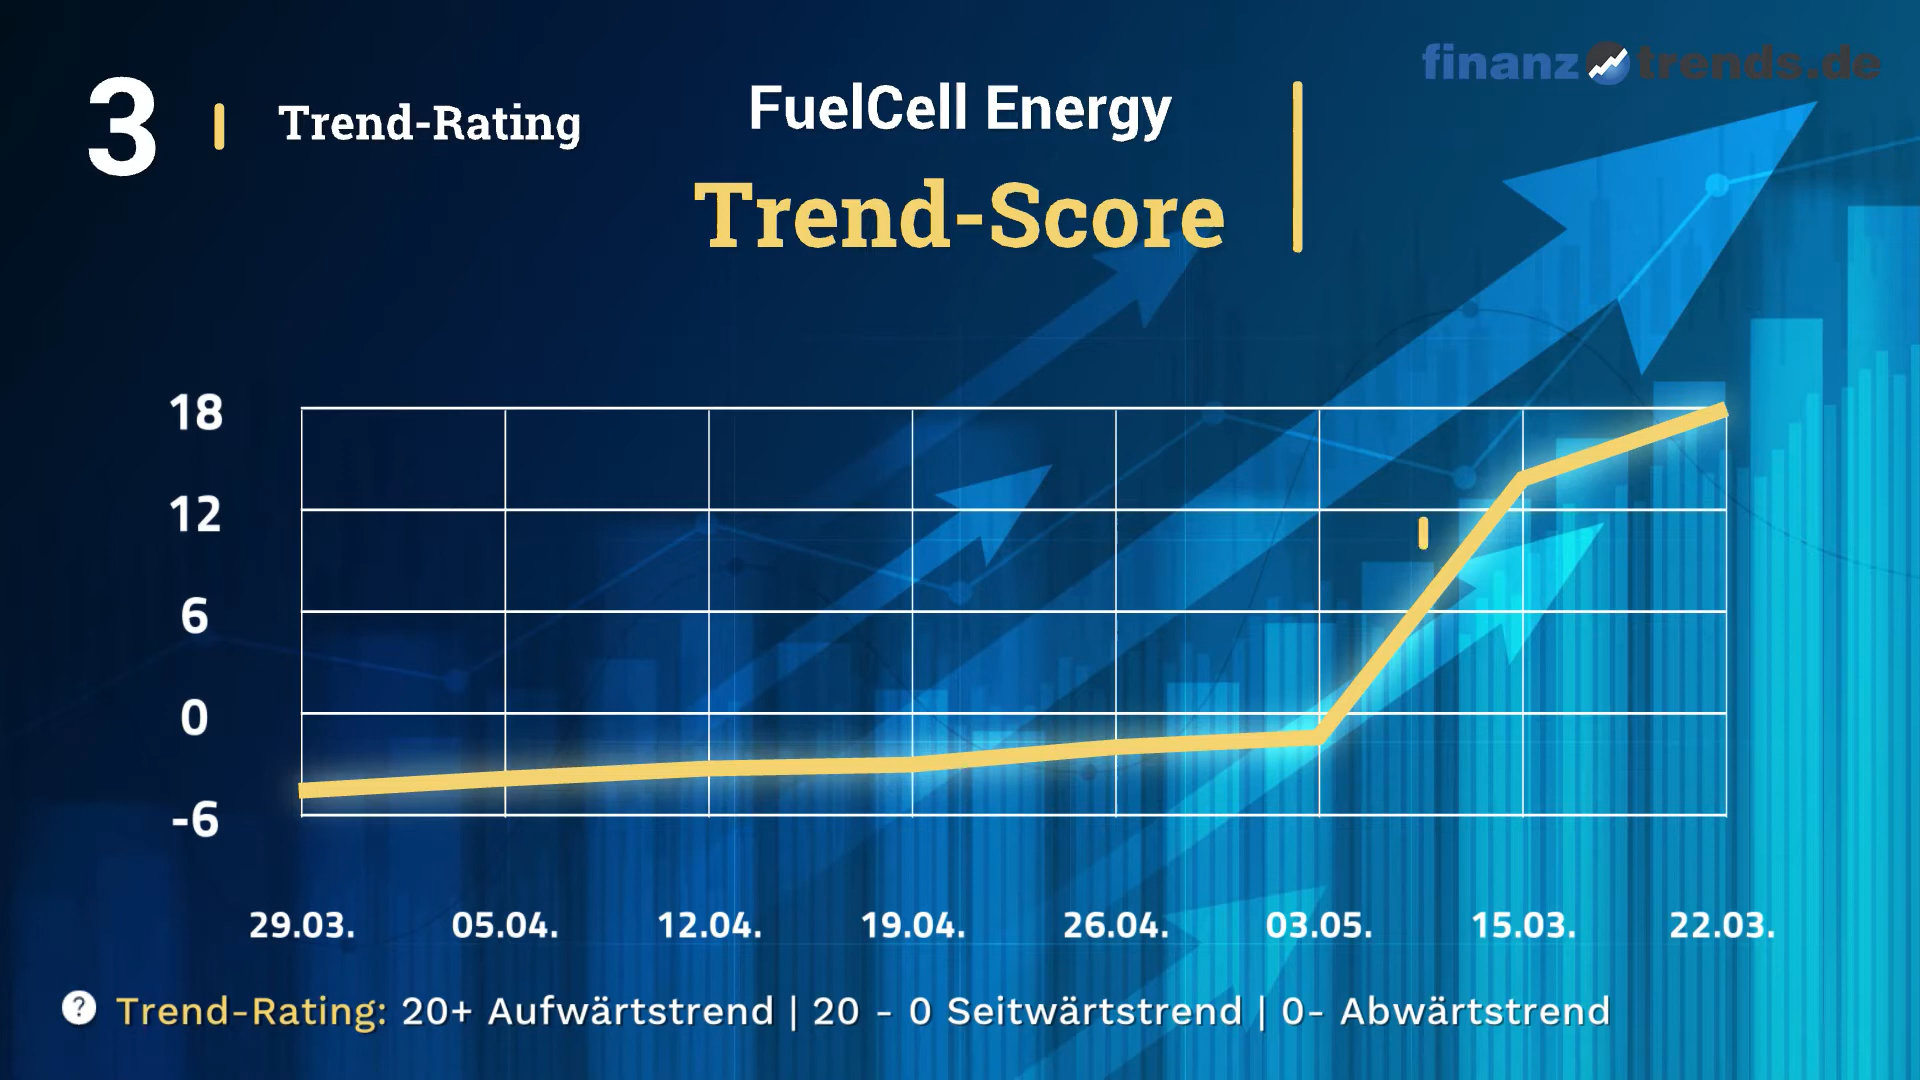 finanz trends.de
3 Trend-Rating
FuelCell Energy
Trend-Score
18
12
6
0
-6
29.03. 05.04. 12.04. 19.04. 26.04. 03.05. 15.03. 22.03.
? Trend-Rating: 20+ Aufwärtstrend | 20 - 0 Seitwärtstrend | 0- Abwärtstrend